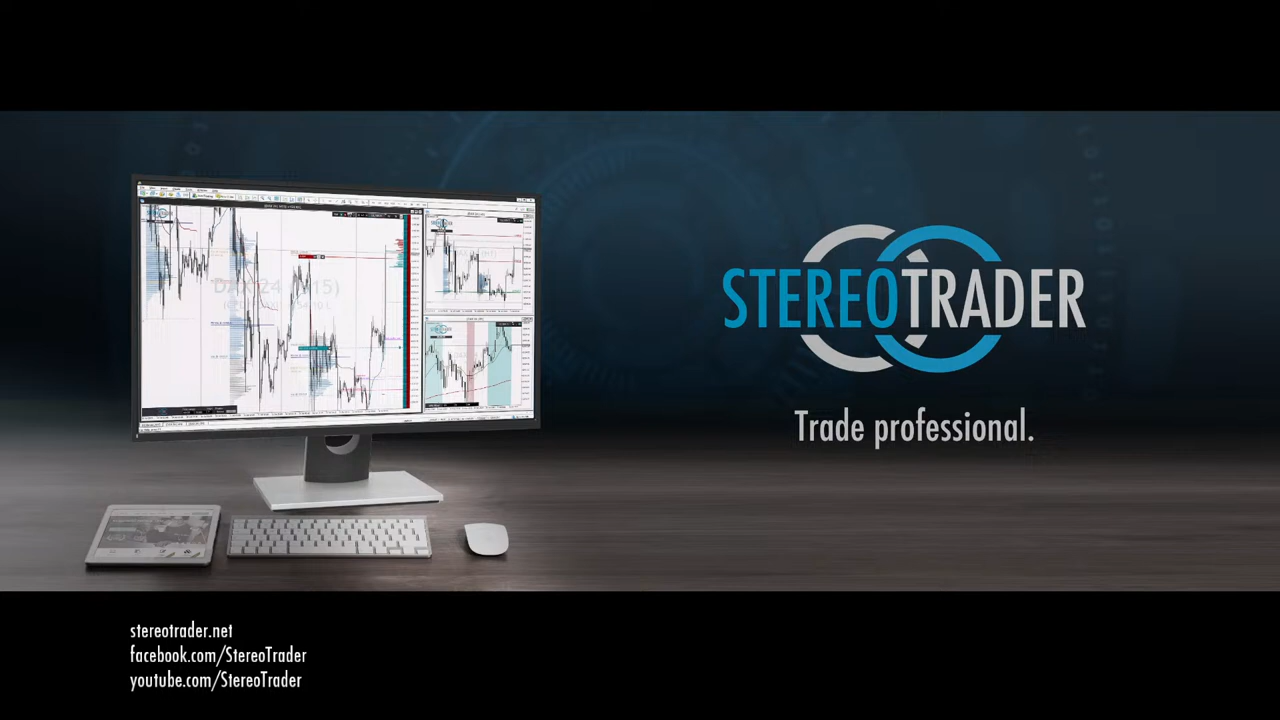 STEREOTRADER
Trade professional.
stereotrader.net
facebook.com/StereoTrader
youtube.com/StereoTrader